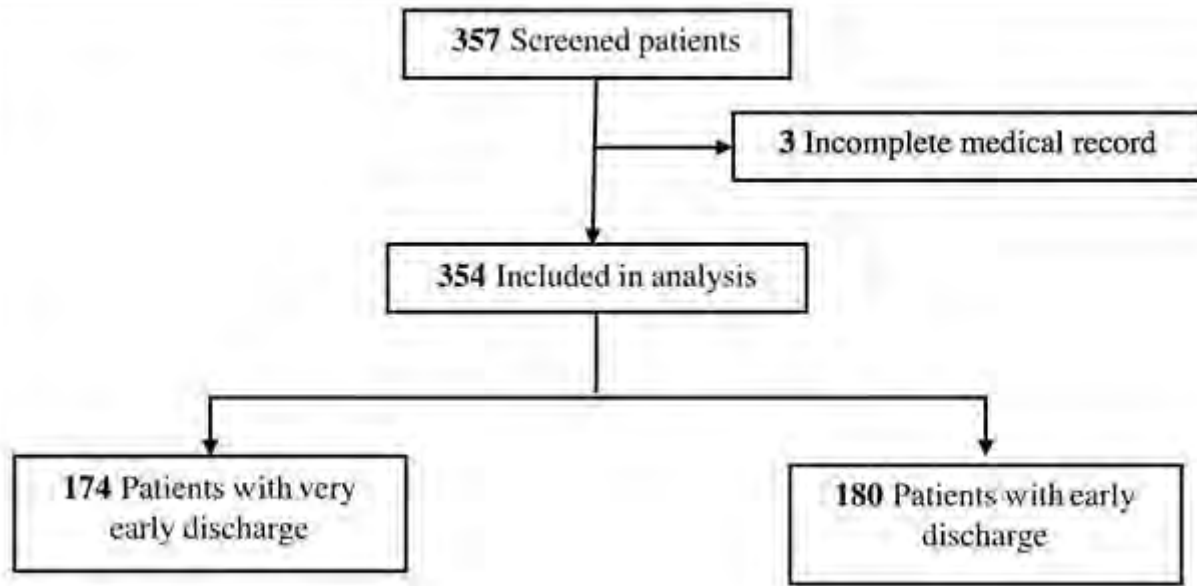 357 Screened patients
3 Incomplete medical record
354 Included in analysis
174 Patients with very
early discharge
180 Patients with early
discharge